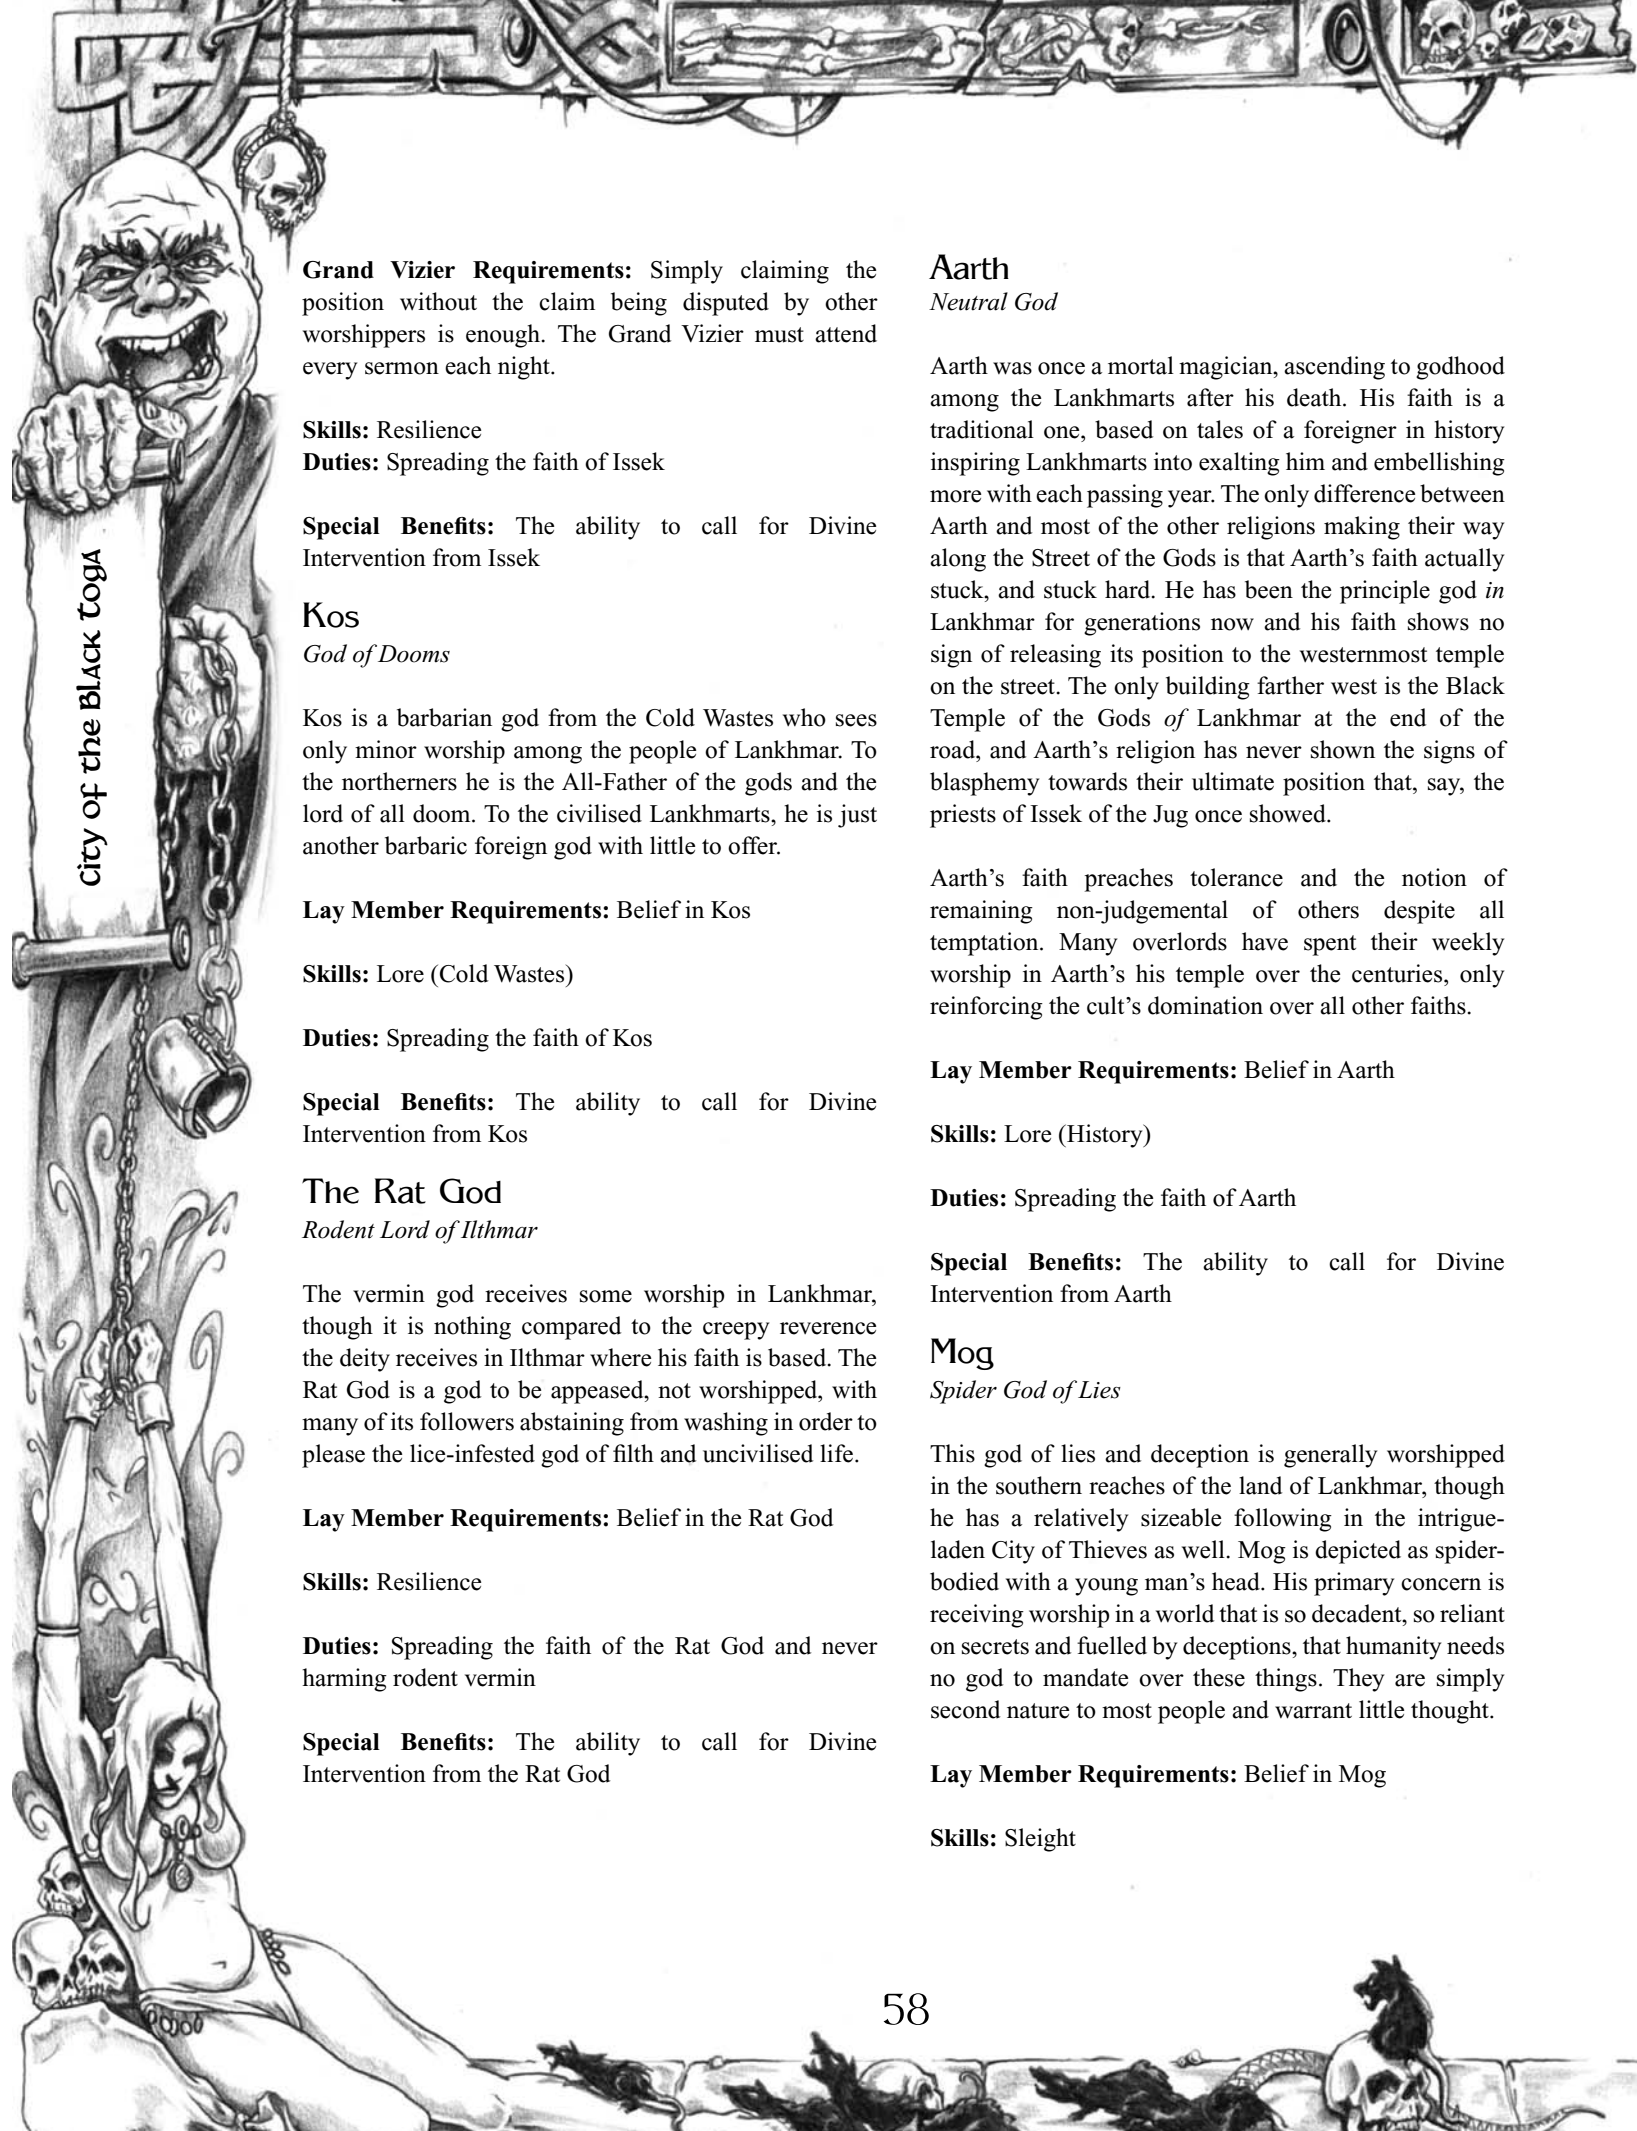 City of the Black Toga
Grand Vizier Requirements: Simply claiming the
position without the claim being disputed by other
worshippers is enough. The Grand Vizier must attend
every sermon each night.
Skills: Resilience
Duties: Spreading the faith of Issek
Special Benefits: The ability to call for Divine
Intervention from Issek
Kos
God of Dooms
Kos is a barbarian god from the Cold Wastes who sees
only minor worship among the people of Lankhmar. To
the northerners he is the All-Father of the gods and the
lord of all doom. To the civilised Lankhmarts, he is just
another barbaric foreign god with little to offer.
Lay Member Requirements: Belief in Kos
Skills: Lore (Cold Wastes)
Duties: Spreading the faith of Kos
Special Benefits: The ability to call for Divine
Intervention from Kos
The Rat God
Rodent Lord of Ilthmar
The vermin god receives some worship in Lankhmar,
though it is nothing compared to the creepy reverence
the deity receives in Ilthmar where his faith is based. The
Rat God is a god to be appeased, not worshipped, with
many of its followers abstaining from washing in order to
please the lice-infested god of filth and uncivilised life.
Lay Member Requirements: Belief in the Rat God
Skills: Resilience
Duties: Spreading the faith of the Rat God and never
harming rodent vermin
Special Benefits: The ability to call for Divine
Intervention from the Rat God
Aarth
Neutral God
Aarth was once a mortal magician, ascending to godhood
among the Lankhmarts after his death. His faith is a
traditional one, based on tales of a foreigner in history
inspiring Lankhmarts into exalting him and embellishing
more with each passing year. The only difference between
Aarth and most of the other religions making their way
along the Street of the Gods is that Aarth’s faith actually
stuck, and stuck hard. He has been the principle god in
Lankhmar for generations now and his faith shows no
sign of releasing its position to the westernmost temple
on the street. The only building farther west is the Black
Temple of the Gods of Lankhmar at the end of the
road, and Aarth’s religion has never shown the signs of
blasphemy towards their ultimate position that, say, the
priests of Issek of the Jug once showed.
Aarth’s faith preaches tolerance and the notion of
remaining non-judgemental of others despite all
temptation. Many overlords have spent their weekly
worship in Aarth’s his temple over the centuries, only
reinforcing the cult’s domination over all other faiths.
Lay Member Requirements: Belief in Aarth
Skills: Lore (History)
Duties: Spreading the faith of Aarth
Special Benefits: The ability to call for Divine
Intervention from Aarth
Mog
Spider God of Lies
This god of lies and deception is generally worshipped
in the southern reaches of the land of Lankhmar, though
he has a relatively sizeable following in the intrigue-
laden City of Thieves as well. Mog is depicted as spider-
bodied with a young man’s head. His primary concern is
receiving worship in a world that is so decadent, so reliant
on secrets and fuelled by deceptions, that humanity needs
no god to mandate over these things. They are simply
second nature to most people and warrant little thought.
Lay Member Requirements: Belief in Mog
Skills: Sleight
58